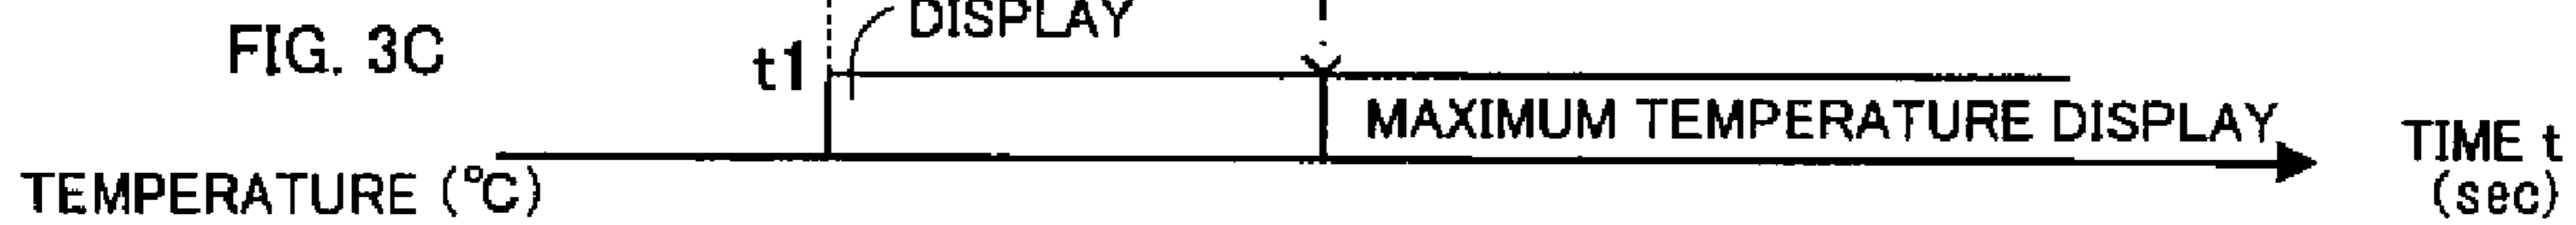 DISPLAY
FIG. 3C
t1
MAXIMUM TEMPERATURE DISPLAY
TIME t
(sec)
TEMPERATURE (°C)